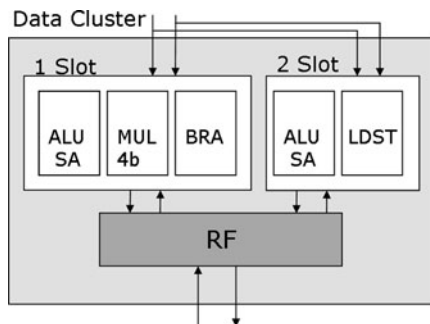 Data Cluster
1 Slot
2 Slot
ALU
SA
MUL
4b
BRA
ALU
SA
LDST
RF